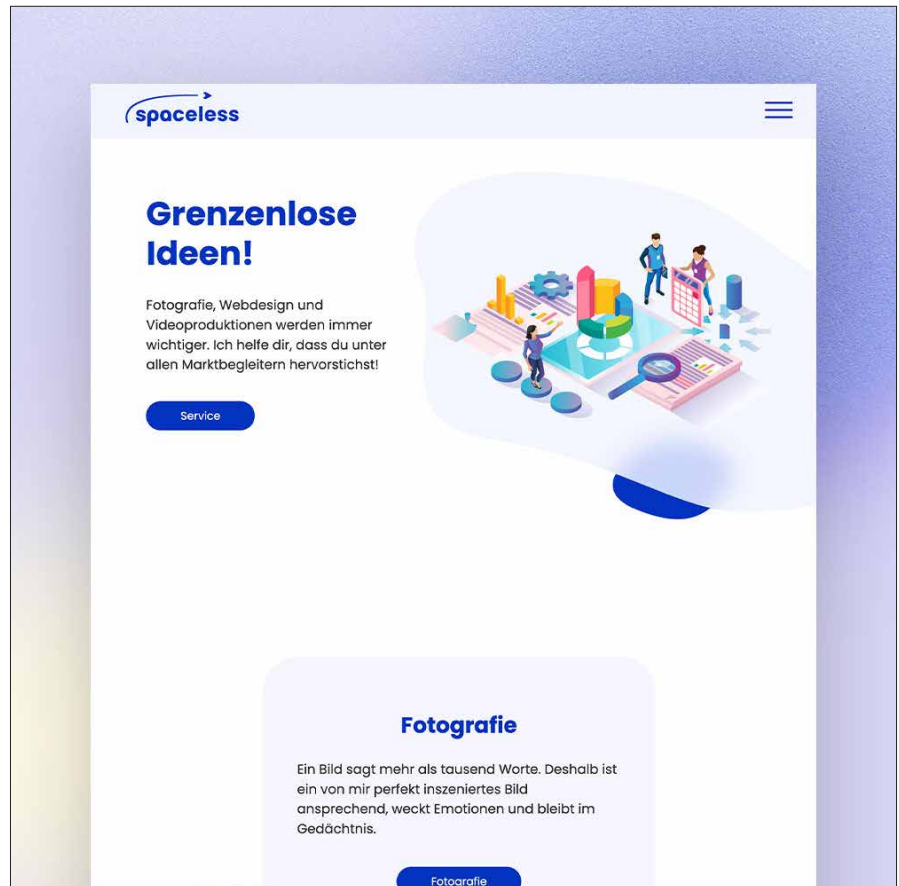 spaceless
Grenzenlose
Ideen!
Fotografie, Webdesign und
Videoproduktionen werden immer
wichtiger. Ich helfe dir, dass du unter
allen Marktbegleitern hervorstichst!
Service
Fotografie
Ein Bild sagt mehr als tausend Worte. Deshalb ist
ein von mir perfekt inszeniertes Bild
ansprechend, weckt Emotionen und bleibt im
Gedächtnis.
Fotografie